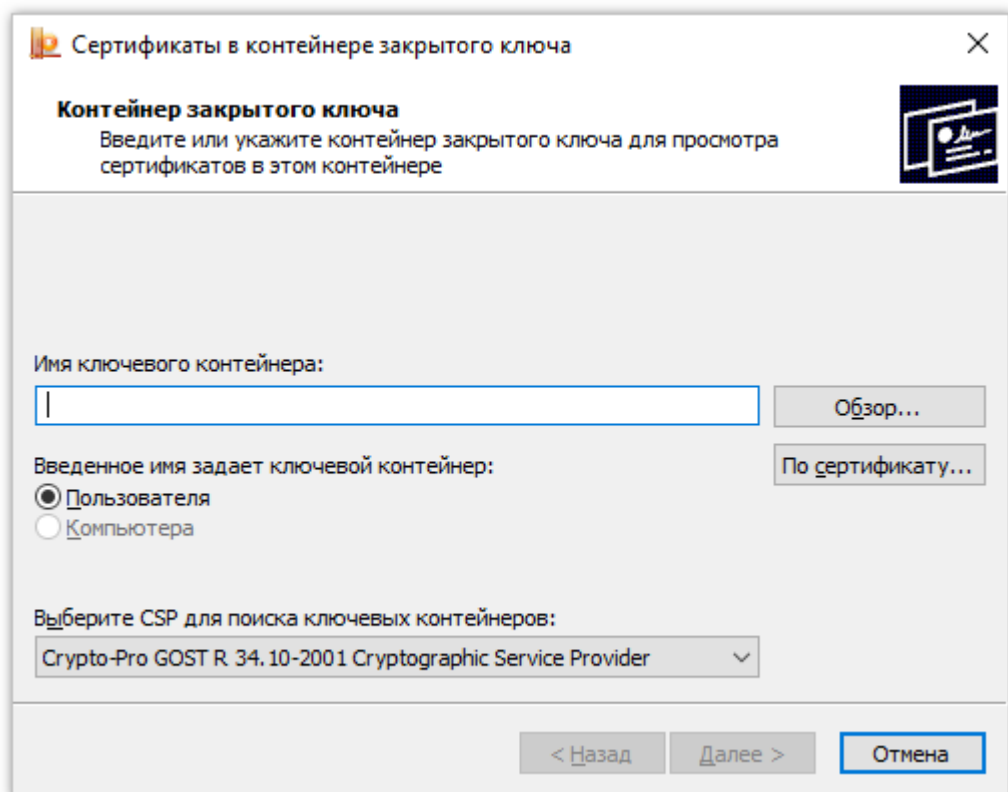 Сертификаты в контейнере закрытого ключа
Контейнер закрытого ключа
Введите или укажите контейнер закрытого ключа для просмотра
сертификатов в этом контейнере
Имя ключевого контейнера:
Обзор...
Введенное имя задает ключевой контейнер:
По сертификату...
Пользователя
Компьютера
Выберите CSP для поиска ключевых контейнеров:
Crypto-Pro GOST R 34.10-2001 Cryptographic Service Provider
< Назад
Далее >
Отмена